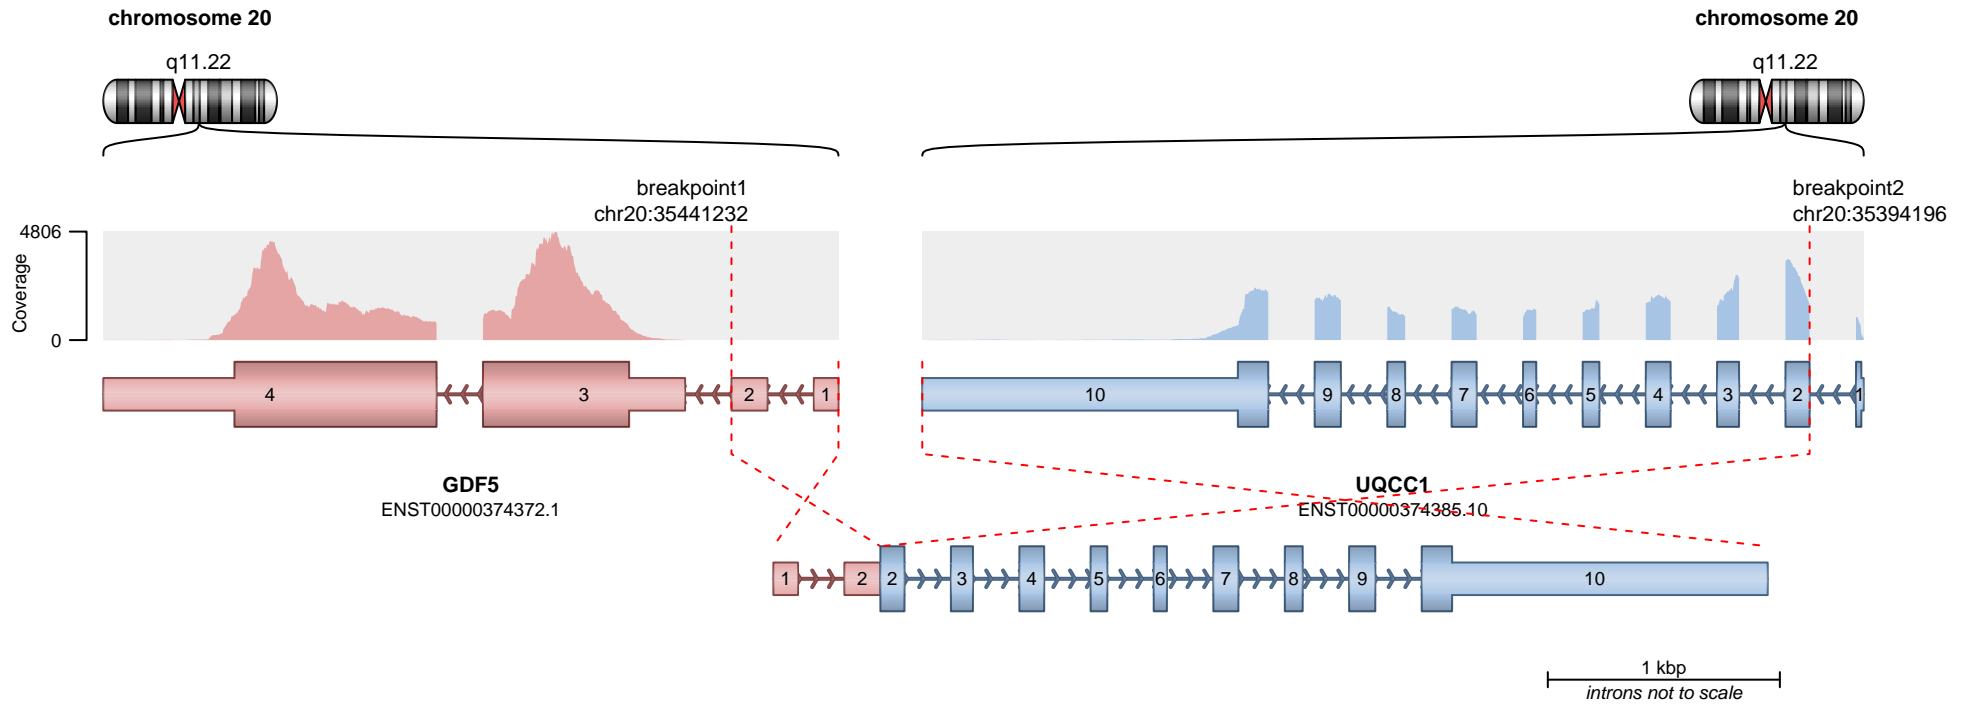 chromosome 20
chromosome 20
q11.22
q11.22
breakpoint1
chr20:35441232
breakpoint2
chr20:35394196
4806
Coverage
0
4
3
2
1
10
9
8
7
6
5
4
3
2
1
GDF5
ENST00000374372.1
UQCC1
ENST00000374385.10
1
2
2
3
4
5
6
7
8
9
10
1 kbp
introns not to scale